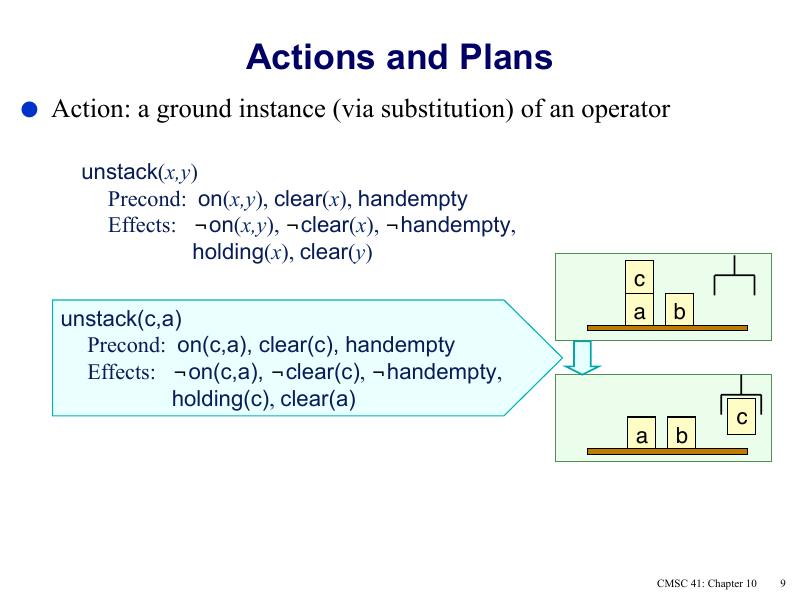 Actions and Plans
Action: a ground instance (via substitution) of an operator
unstack(x,y)
Precond: on(x,y), clear(x), handempty
Effects: ¬on(x,y), ¬clear(x), ¬handempty,
holding(x), clear(y)
unstack(c,a)
Precond: on(c,a), clear(c), handempty
Effects: ¬on(c,a), ¬clear(c), ¬handempty,
holding(c), clear(a)
c
a b
c
a b
CMSC 41: Chapter 10 9